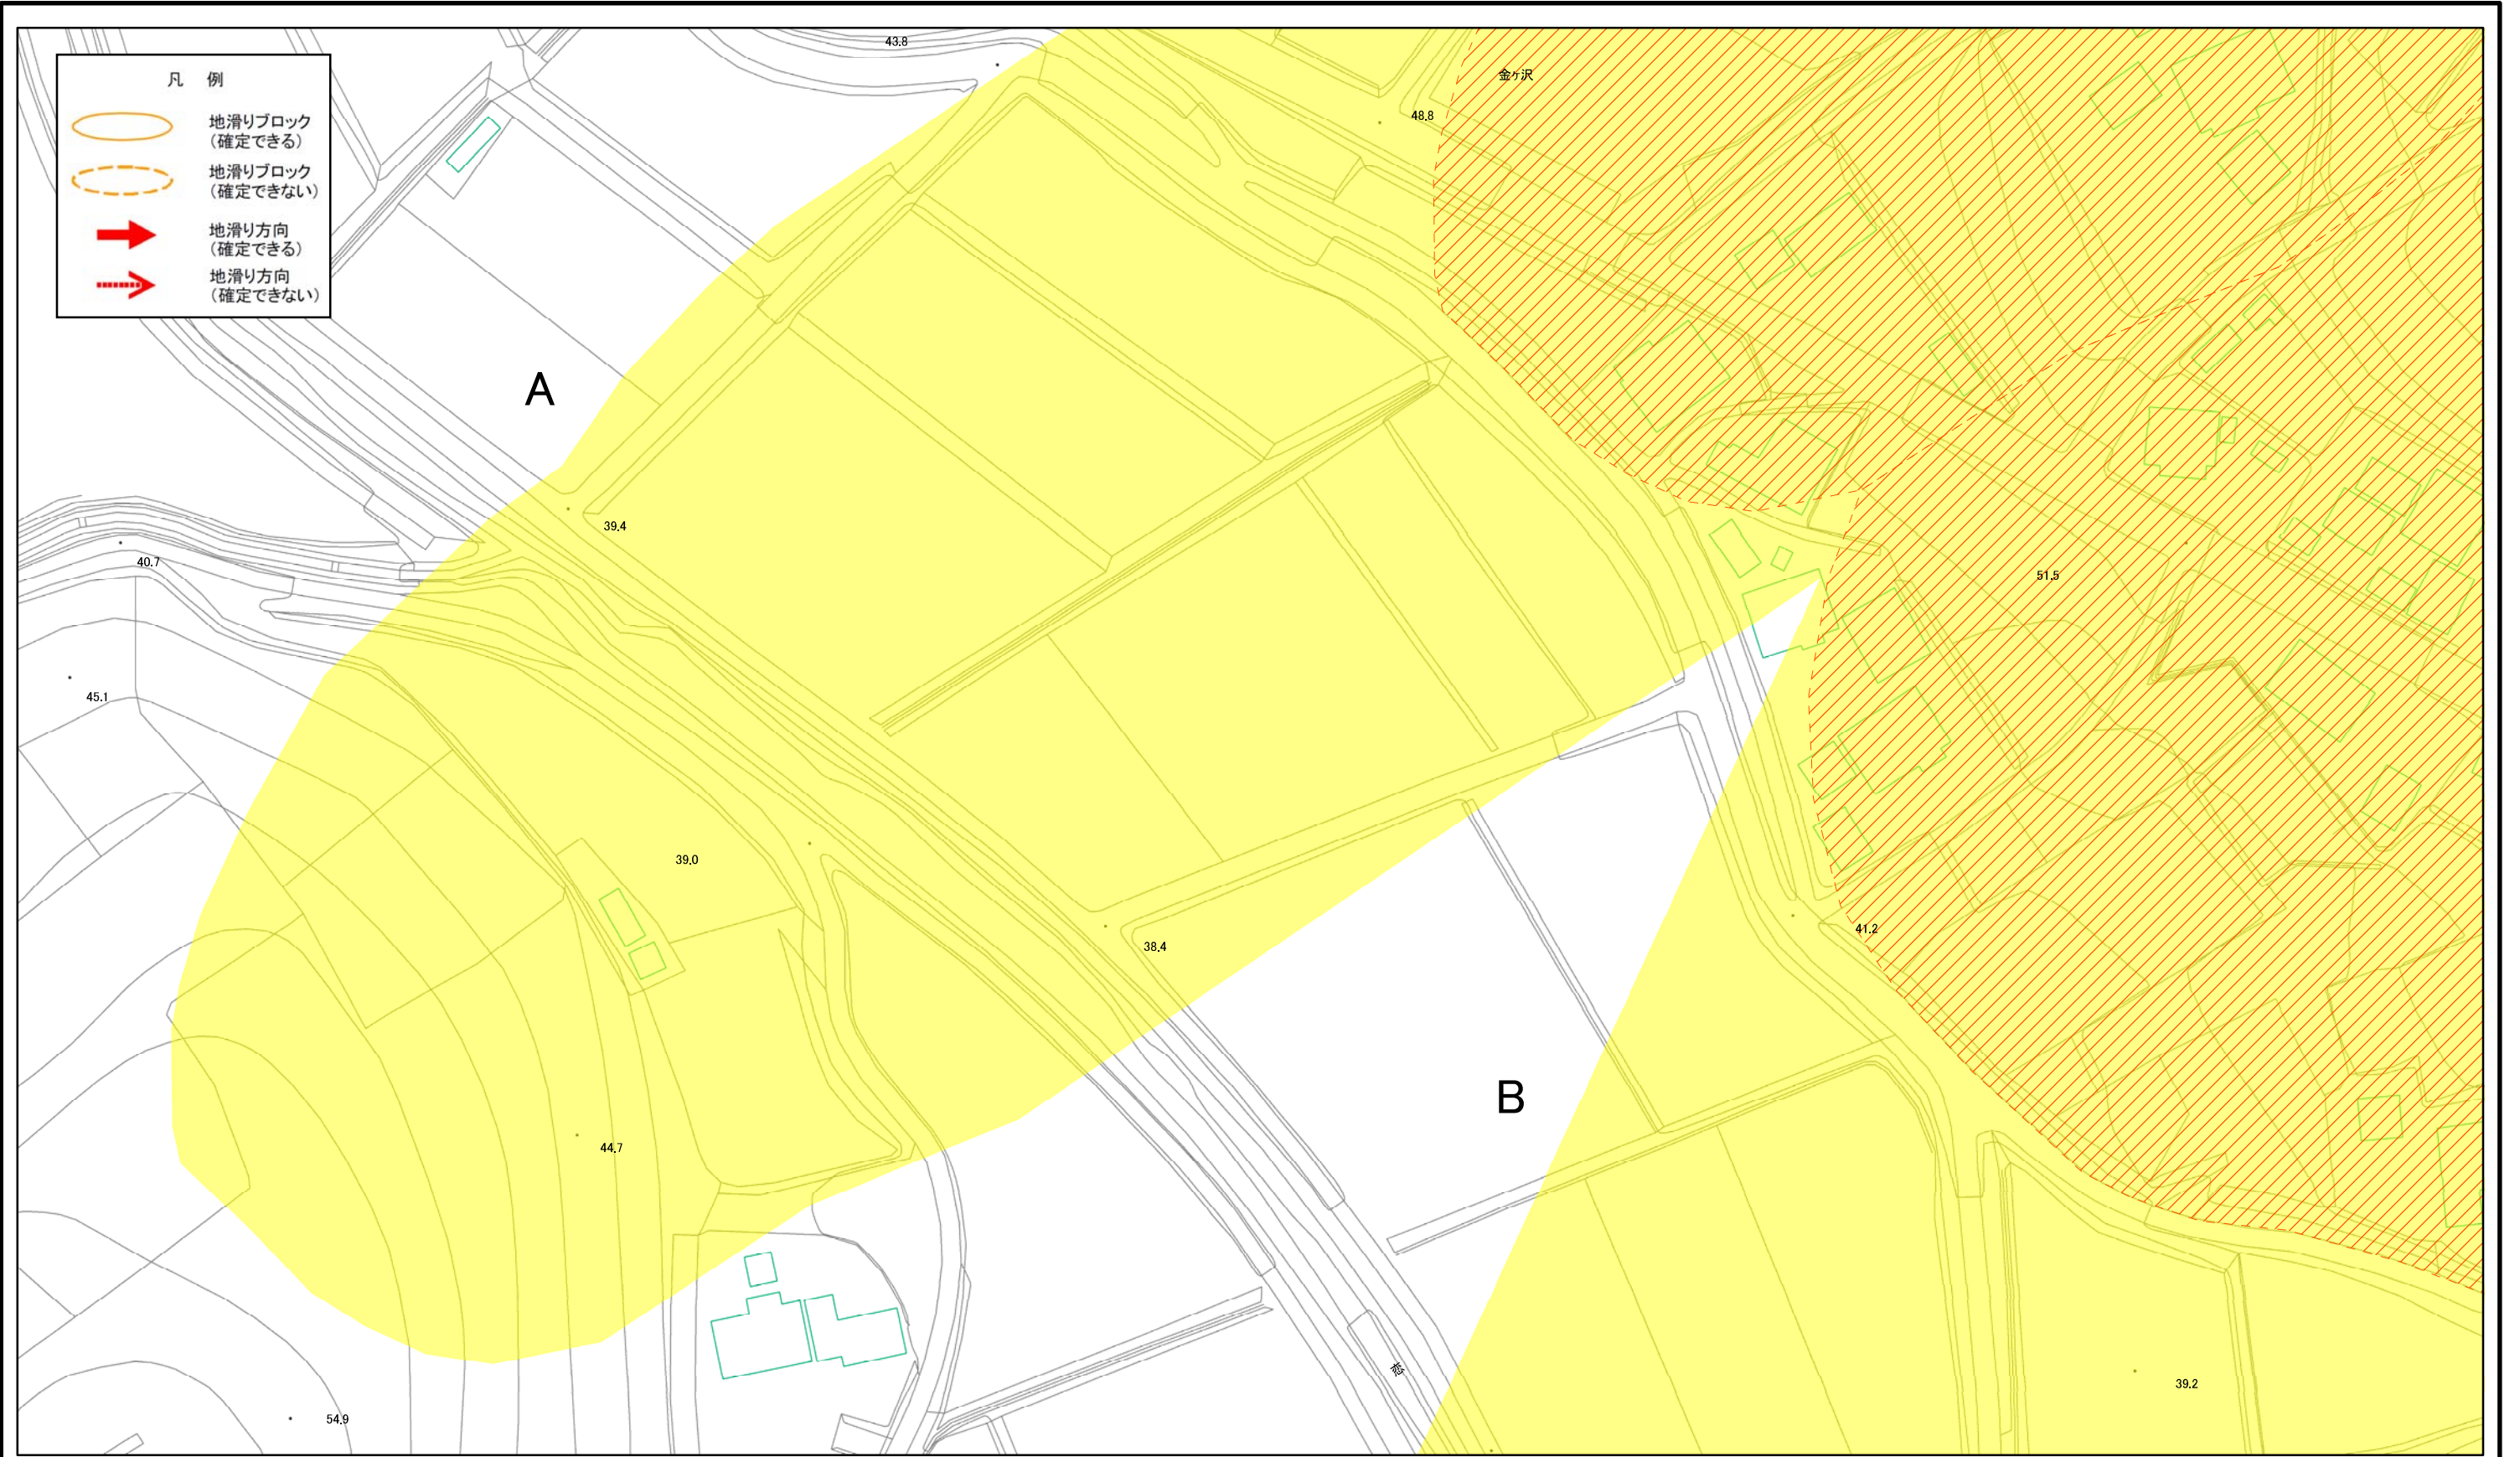 凡 例
地滑りブロック
（確定できる）
地滑りブロック
（確定できない）
地滑り方向
（確定できる）
地滑り方向
（確定できない）
43.8
金ヶ沢
48.8
A
39.4
40.7
51.5
45.1
39.0
41.2
38.4
B
44.7
39.2
54.9